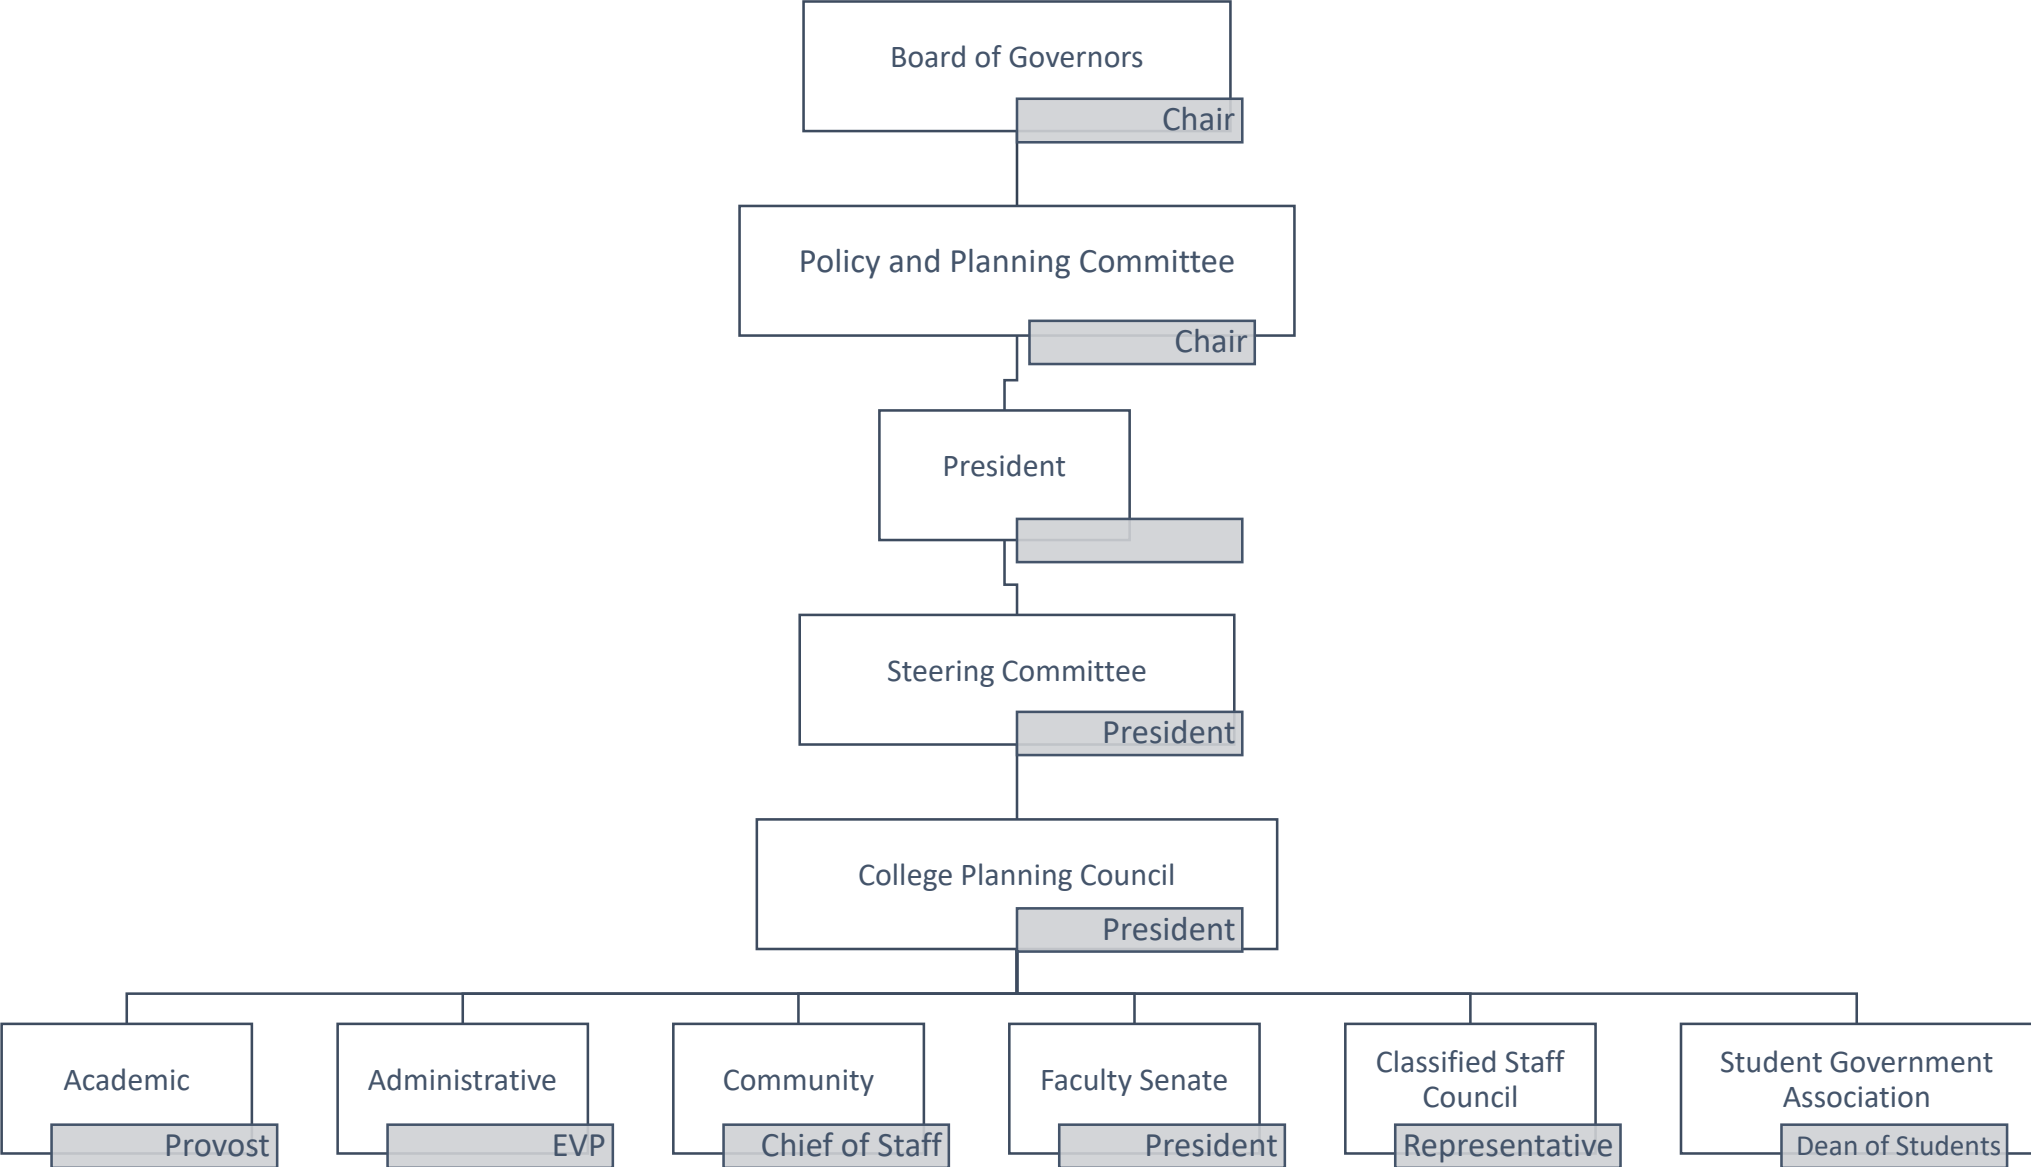 Board of Governors
Chair
Policy and Planning Committee
Chair
President
Steering Committee
President
College Planning Council
President
Academic
Provost
Administrative
EVP
Community
Chief of Staff
Faculty Senate
President
Classified Staff
Council
Representative
Student Government
Association
Dean of Students